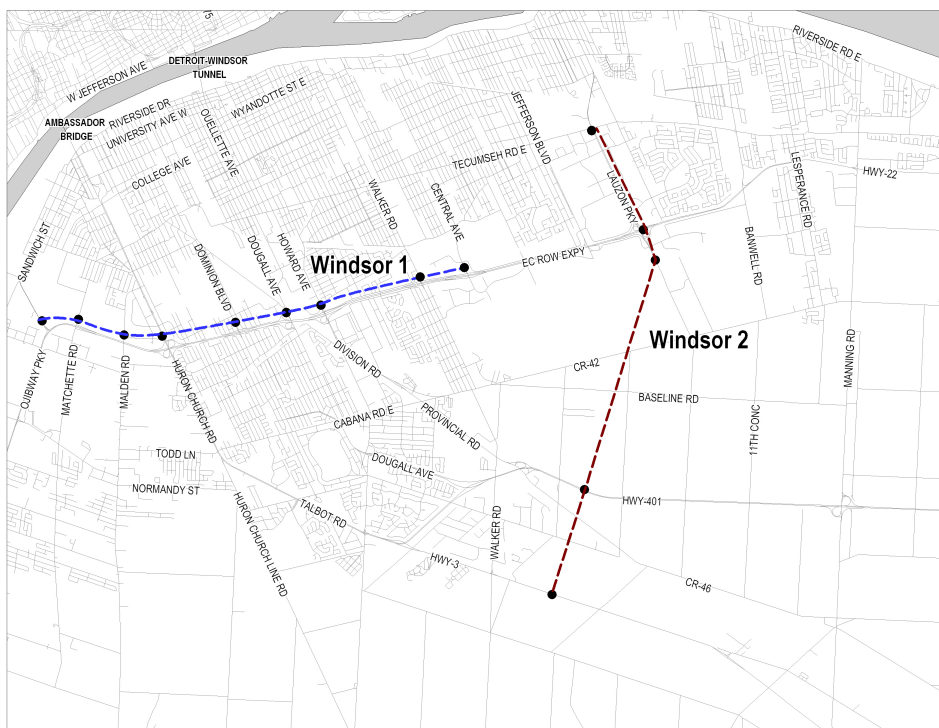 75
RIVERSIDE RD E
DETROIT-WINDSOR
TUNNEL
W JEFFERSON AVE
WYANDOTTE ST E
RIVERSIDE DR
OUELLETTE AVE
JEFFERSON BLVD
AMBASSADOR
BRIDGE
UNIVERSITY AVE W
COLLEGE AVE
TECUMSEH RD E
LESPERANCE RD
HWY-22
LAUZON PKY
WALKER RD
CENTRAL AVE
SANDWICH ST
DOMINION BLVD
DOUGALL AVE
HOWARD AVE
Windsor 1
EC ROW EXPY
BANWELL RD
Windsor 2
OJIBWAY PKY
MATCHETTE RD
MALDEN RD
HURON CHURCH RD
DIVISION RD
CR-42
MANNING RD
BASELINE RD
CABANA RD E
PROVINCIAL RD
11TH CONC
TODD LN
DOUGALL AVE
NORMANDY ST
HURON CHURCH LINE RD
TALBOT RD
WALKER RD
HWY-401
HWY-3
CR-46